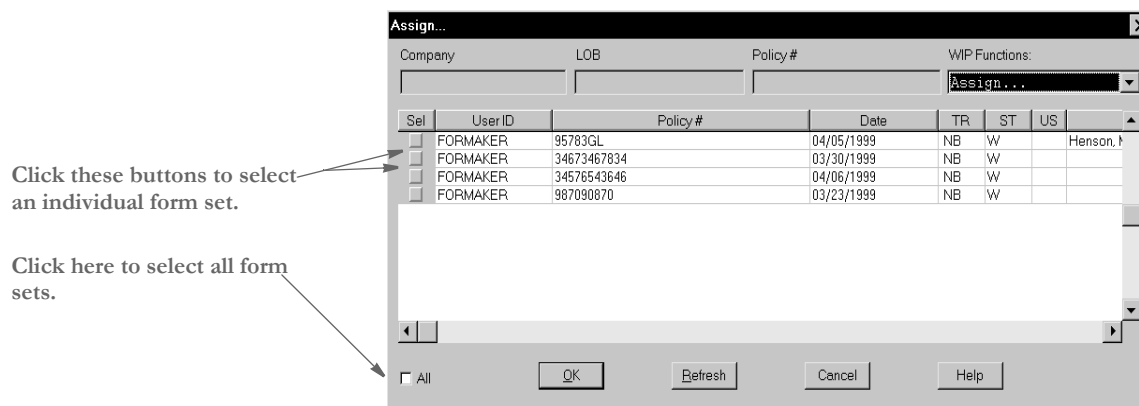 Assign...
Company LOB Policy # WIP Functions:
Assign...
Sel User ID Policy # Date TR ST US
FORMAKER 95783GL 04/05/1999 NB W Henson, M
FORMAKER 34673467834 03/30/1999 NB W
FORMAKER 34576543646 04/06/1999 NB W
FORMAKER 987090870 03/23/1999 NB W
Click these buttons to select
an individual form set.
Click here to select all form
sets.
All OK Refresh Cancel Help